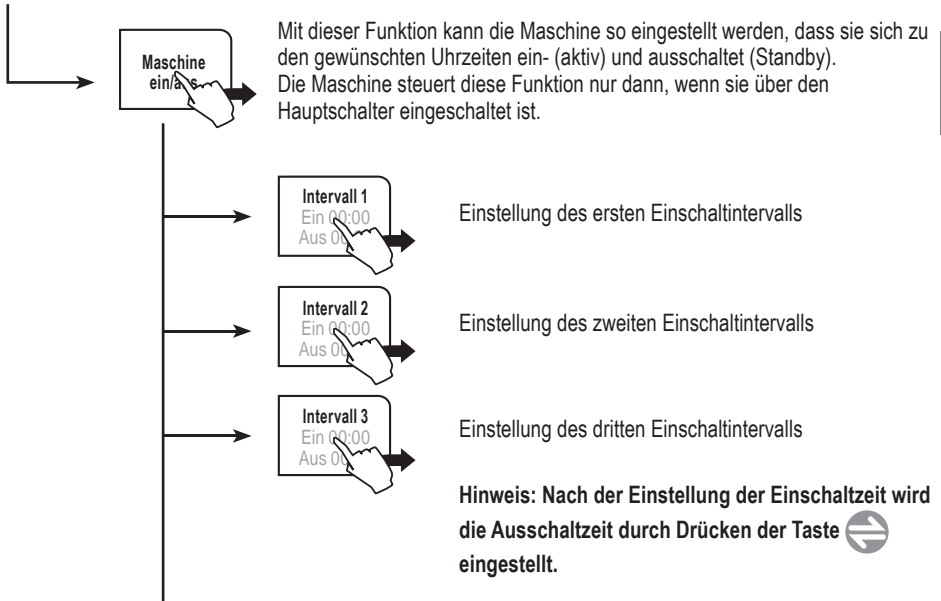 Maschine
ein/aus
Mit dieser Funktion kann die Maschine so eingestellt werden, dass sie sich zu
den gewünschten Uhrzeiten ein- (aktiv) und ausschaltet (Standby).
Die Maschine steuert diese Funktion nur dann, wenn sie über den
Hauptschalter eingeschaltet ist.
Intervall 1
Ein 00:00
Aus
Einstellung des ersten Einschaltintervalls
Intervall 2
Ein 00:00
Aus
Einstellung des zweiten Einschaltintervalls
Intervall 3
Ein 00:00
Aus
Einstellung des dritten Einschaltintervalls
Hinweis: Nach der Einstellung der Einschaltzeit wird
die Ausschaltzeit durch Drücken der Taste
eingestellt.